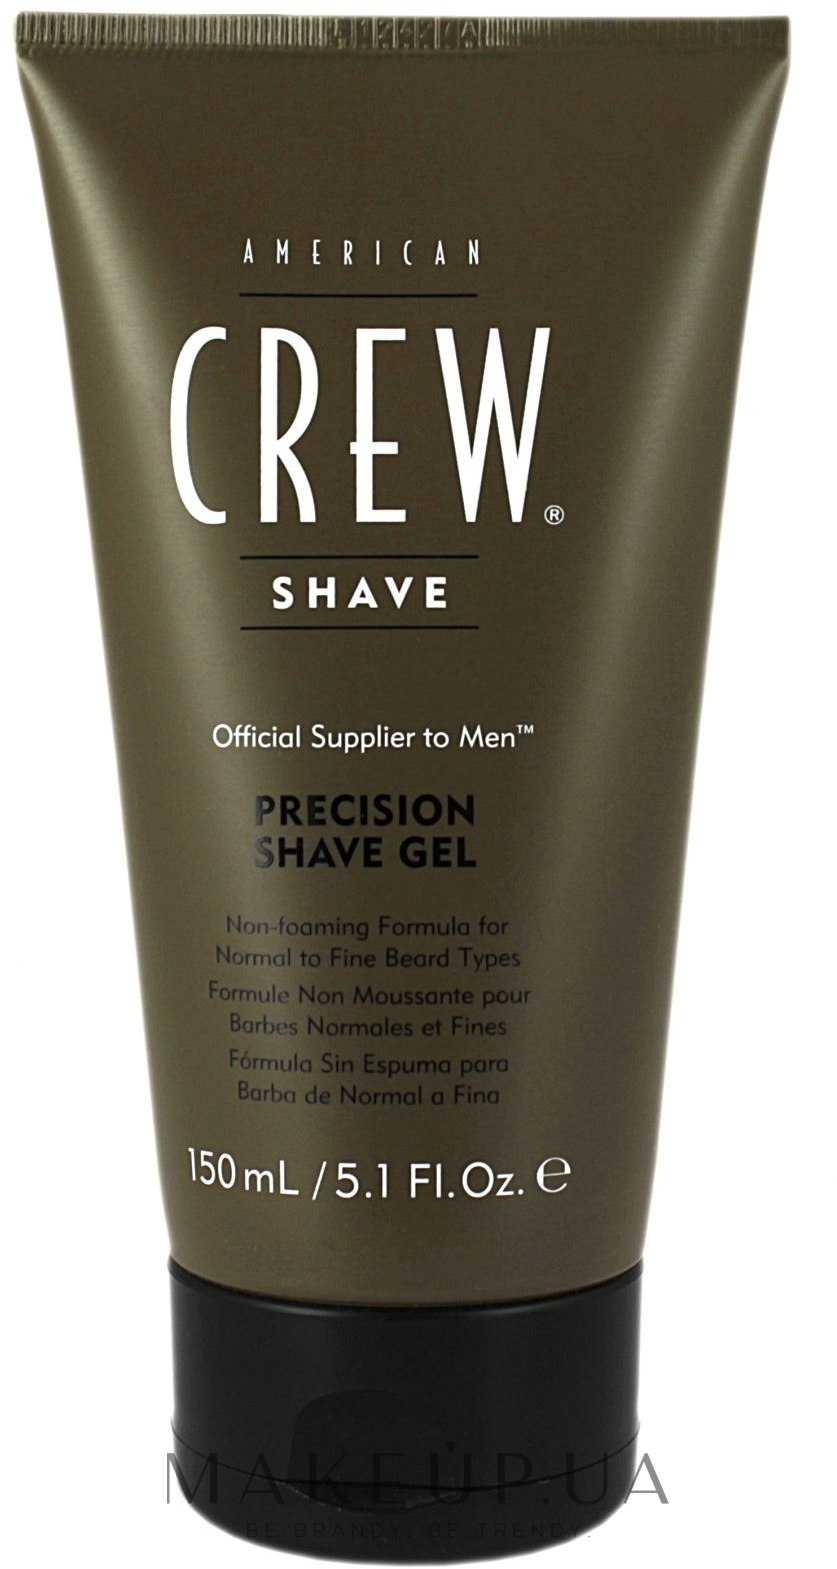 AMERICAN
CREW®
SHAVE
Official Supplier to Men™
PRECISION
SHAVE GEL
Non-foaming Formula for
Normal to Fine Beard Types
Formule Non Moussante pour
Barbes Normales et Fines
Fórmula Sin Espuma para
Barba de Normal a Fina
150 mL / 5.1 Fl.Oz. ℮
MAKEUP.UA
BE BRANDY. BE TRENDY.